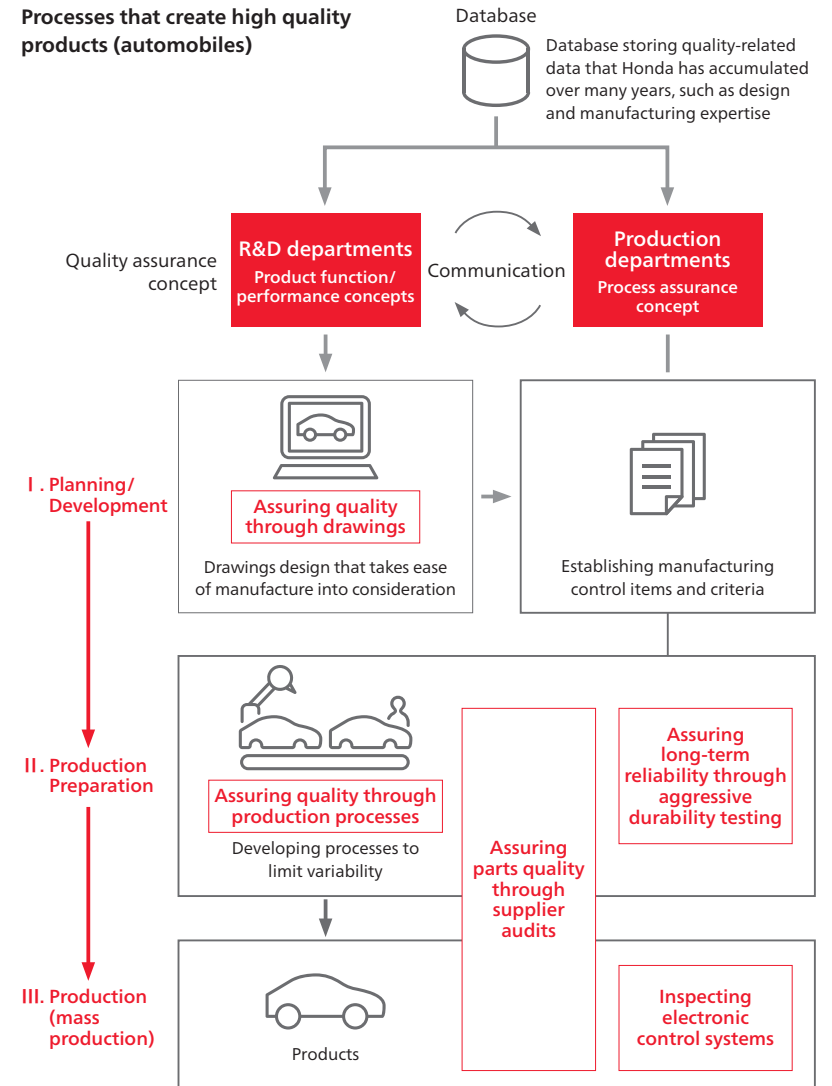 Processes that create high quality
products (automobiles)
Database
Database storing quality-related
data that Honda has accumulated
over many years, such as design
and manufacturing expertise
Quality assurance
concept
R&D departments
Product function/
performance concepts
Communication
Production
departments
Process assurance
concept
I. Planning/
Development
Assuring quality
through drawings
Drawings design that takes ease
of manufacture into consideration
Establishing manufacturing
control items and criteria
II. Production
Preparation
Assuring quality through
production processes
Developing processes to
limit variability
Assuring
parts quality
through
supplier
audits
Assuring
long-term
reliability through
aggressive
durability testing
III. Production
(mass
production)
Products
Inspecting
electronic
control systems